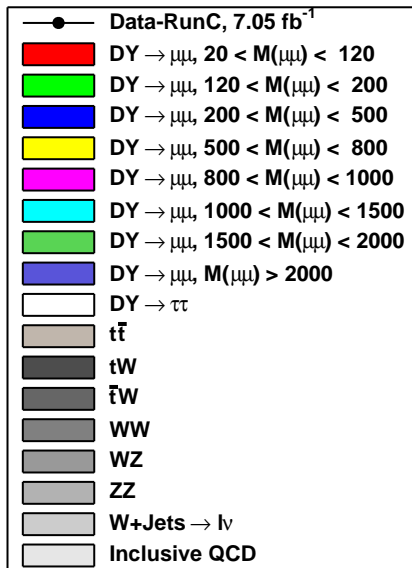 Data-RunC, 7.05 fb⁻¹
DY → μμ, 20 < M(μμ) < 120
DY → μμ, 120 < M(μμ) < 200
DY → μμ, 200 < M(μμ) < 500
DY → μμ, 500 < M(μμ) < 800
DY → μμ, 800 < M(μμ) < 1000
DY → μμ, 1000 < M(μμ) < 1500
DY → μμ, 1500 < M(μμ) < 2000
DY → μμ, M(μμ) > 2000
DY → ττ
tt̄
tW
t̄W
WW
WZ
ZZ
W+Jets → lν
Inclusive QCD